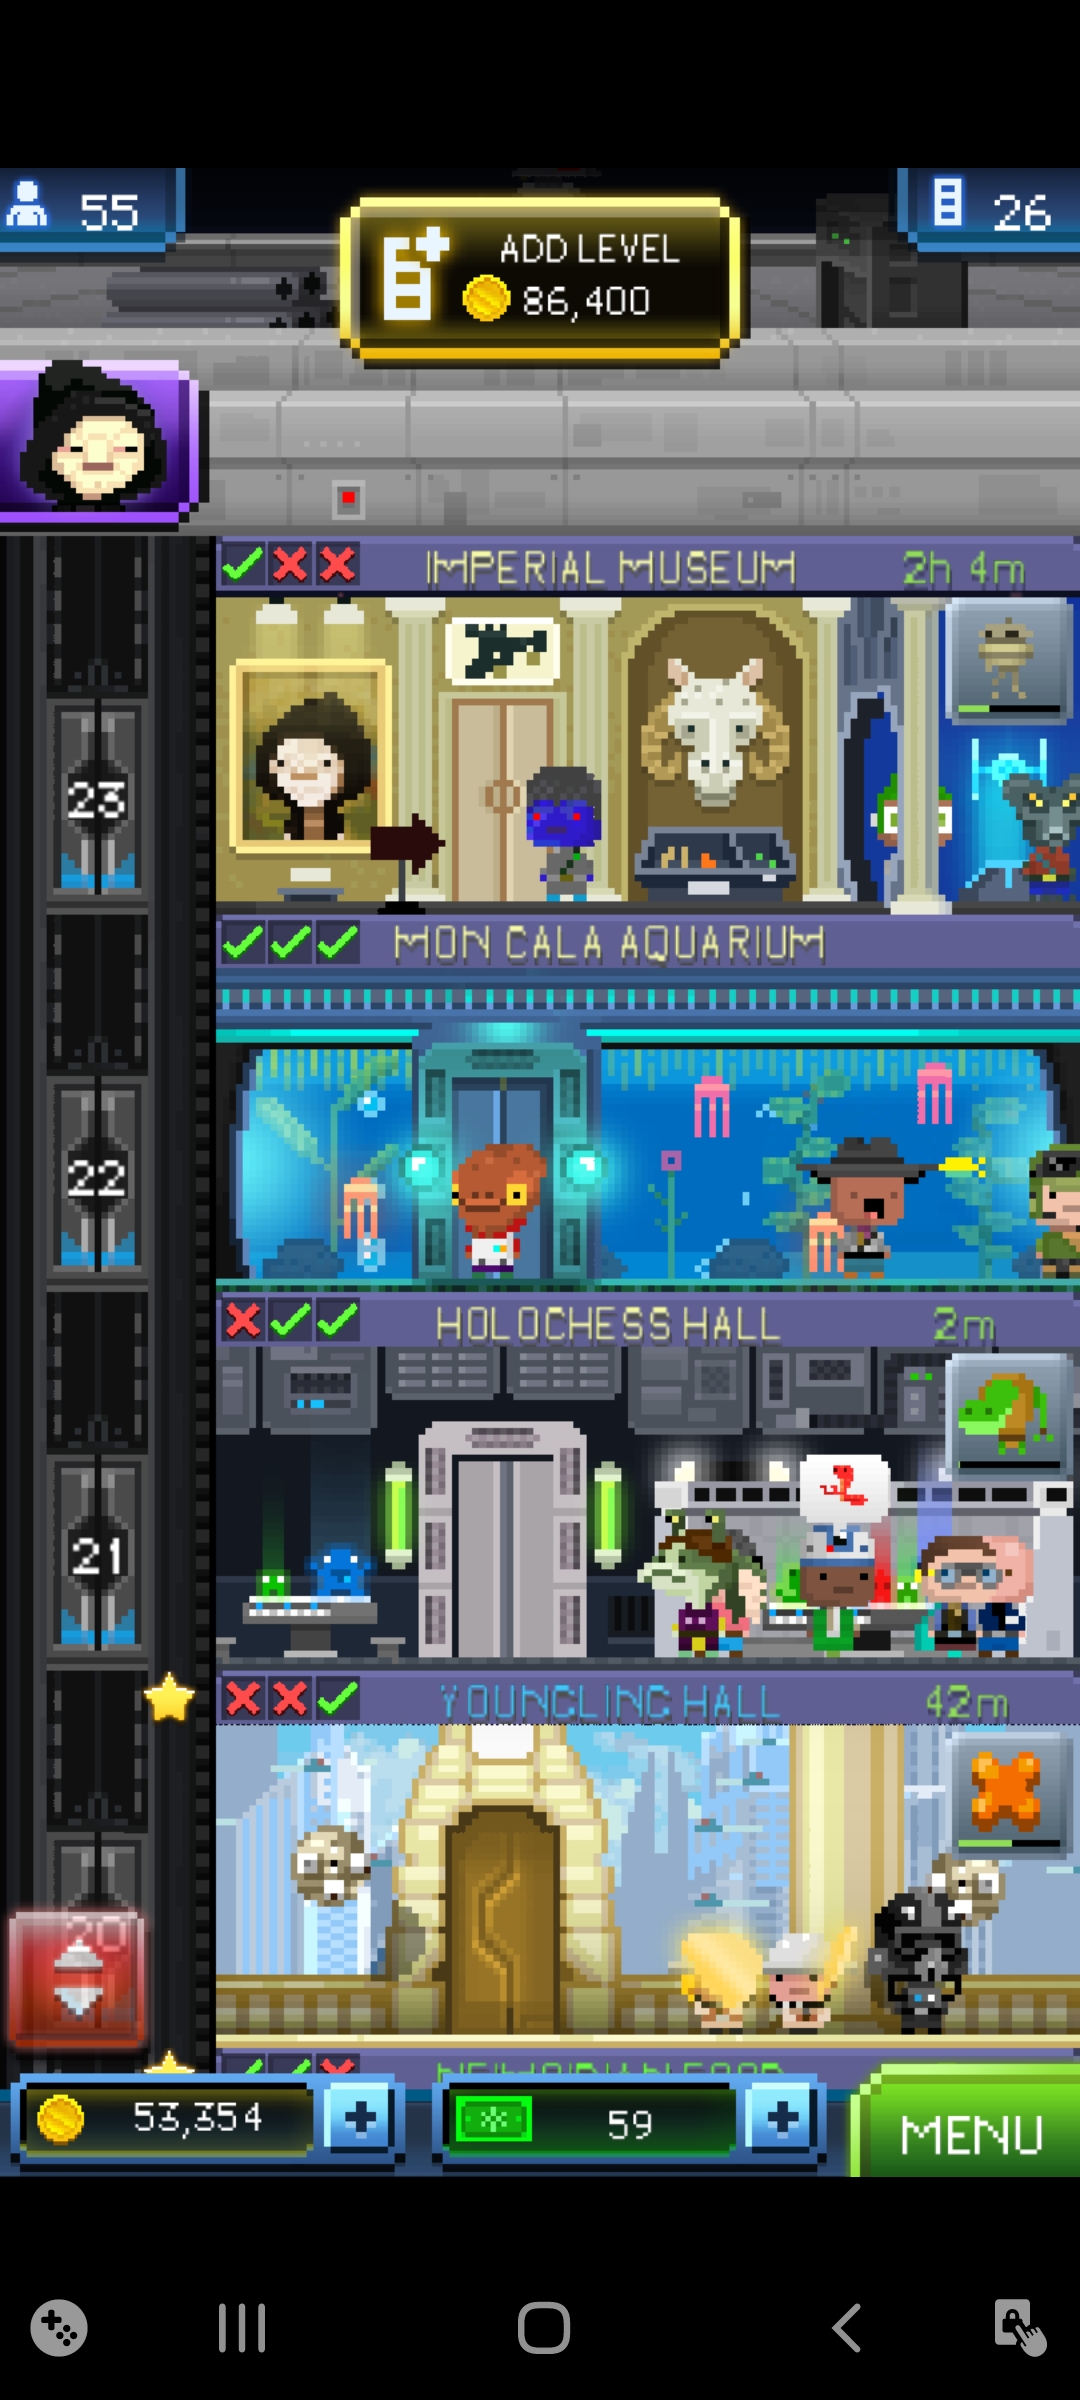 55
26
ADD LEVEL
86,400
IMPERIAL MUSEUM 2h 4m
23
MON CALA AQUARIUM
22
HOLOCHESS HALL 2m
21
YOUNGLING HALL 42m
20
53,354
59
MENU